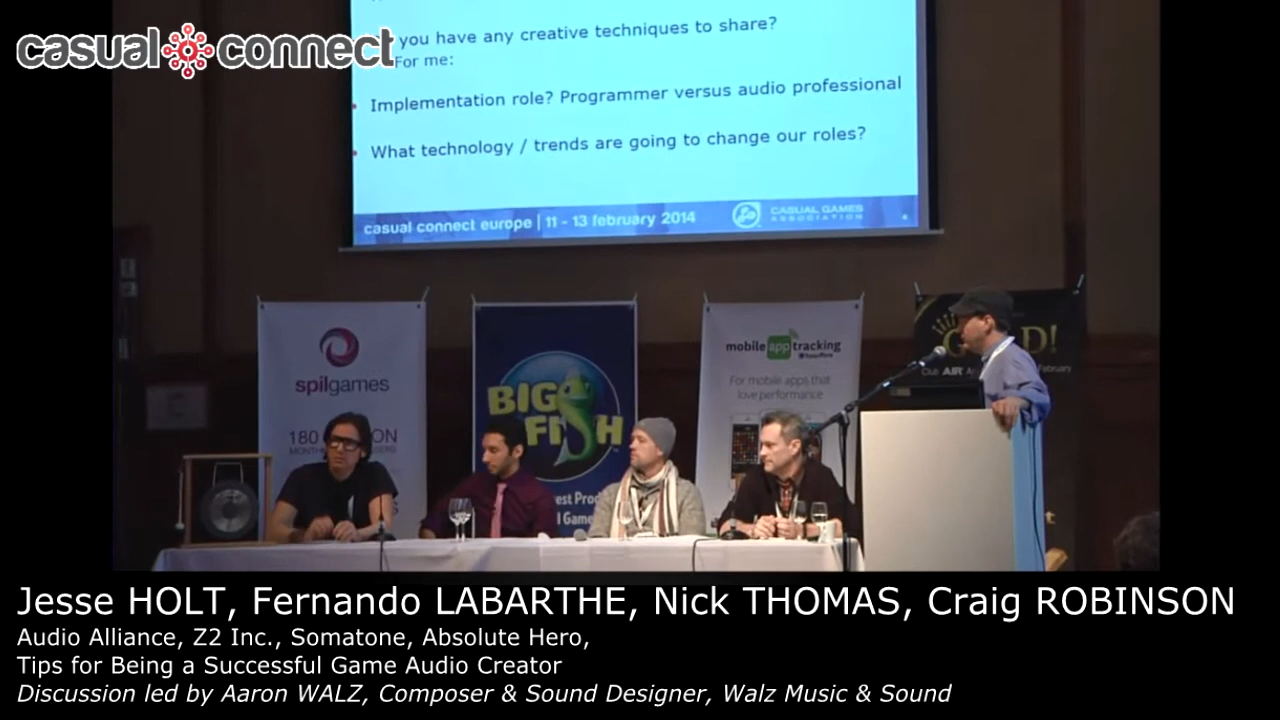 casual connect
you have any creative techniques to share?
For me:
Implementation role? Programmer versus audio professional
What technology / trends are going to change our roles?
casual connect europe | 11 - 13 february 2014
CASUAL GAMES
ASSOCIATION
spilgames
180
BIG
FISH
mobile app tracking
For mobile apps that
love performance
Club AIR
February
Jesse HOLT, Fernando LABARTHE, Nick THOMAS, Craig ROBINSON
Audio Alliance, Z2 Inc., Somatone, Absolute Hero,
Tips for Being a Successful Game Audio Creator
Discussion led by Aaron WALZ, Composer & Sound Designer, Walz Music & Sound